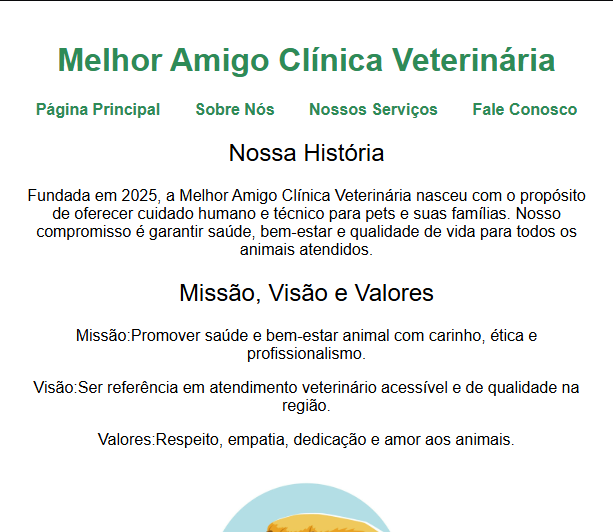 Melhor Amigo Clínica Veterinária
Página Principal Sobre Nós Nossos Serviços Fale Conosco
Nossa História
Fundada em 2025, a Melhor Amigo Clínica Veterinária nasceu com o propósito
de oferecer cuidado humano e técnico para pets e suas famílias. Nosso
compromisso é garantir saúde, bem-estar e qualidade de vida para todos os
animais atendidos.
Missão, Visão e Valores
Missão:Promover saúde e bem-estar animal com carinho, ética e
profissionalismo.
Visão:Ser referência em atendimento veterinário acessível e de qualidade na
região.
Valores:Respeito, empatia, dedicação e amor aos animais.